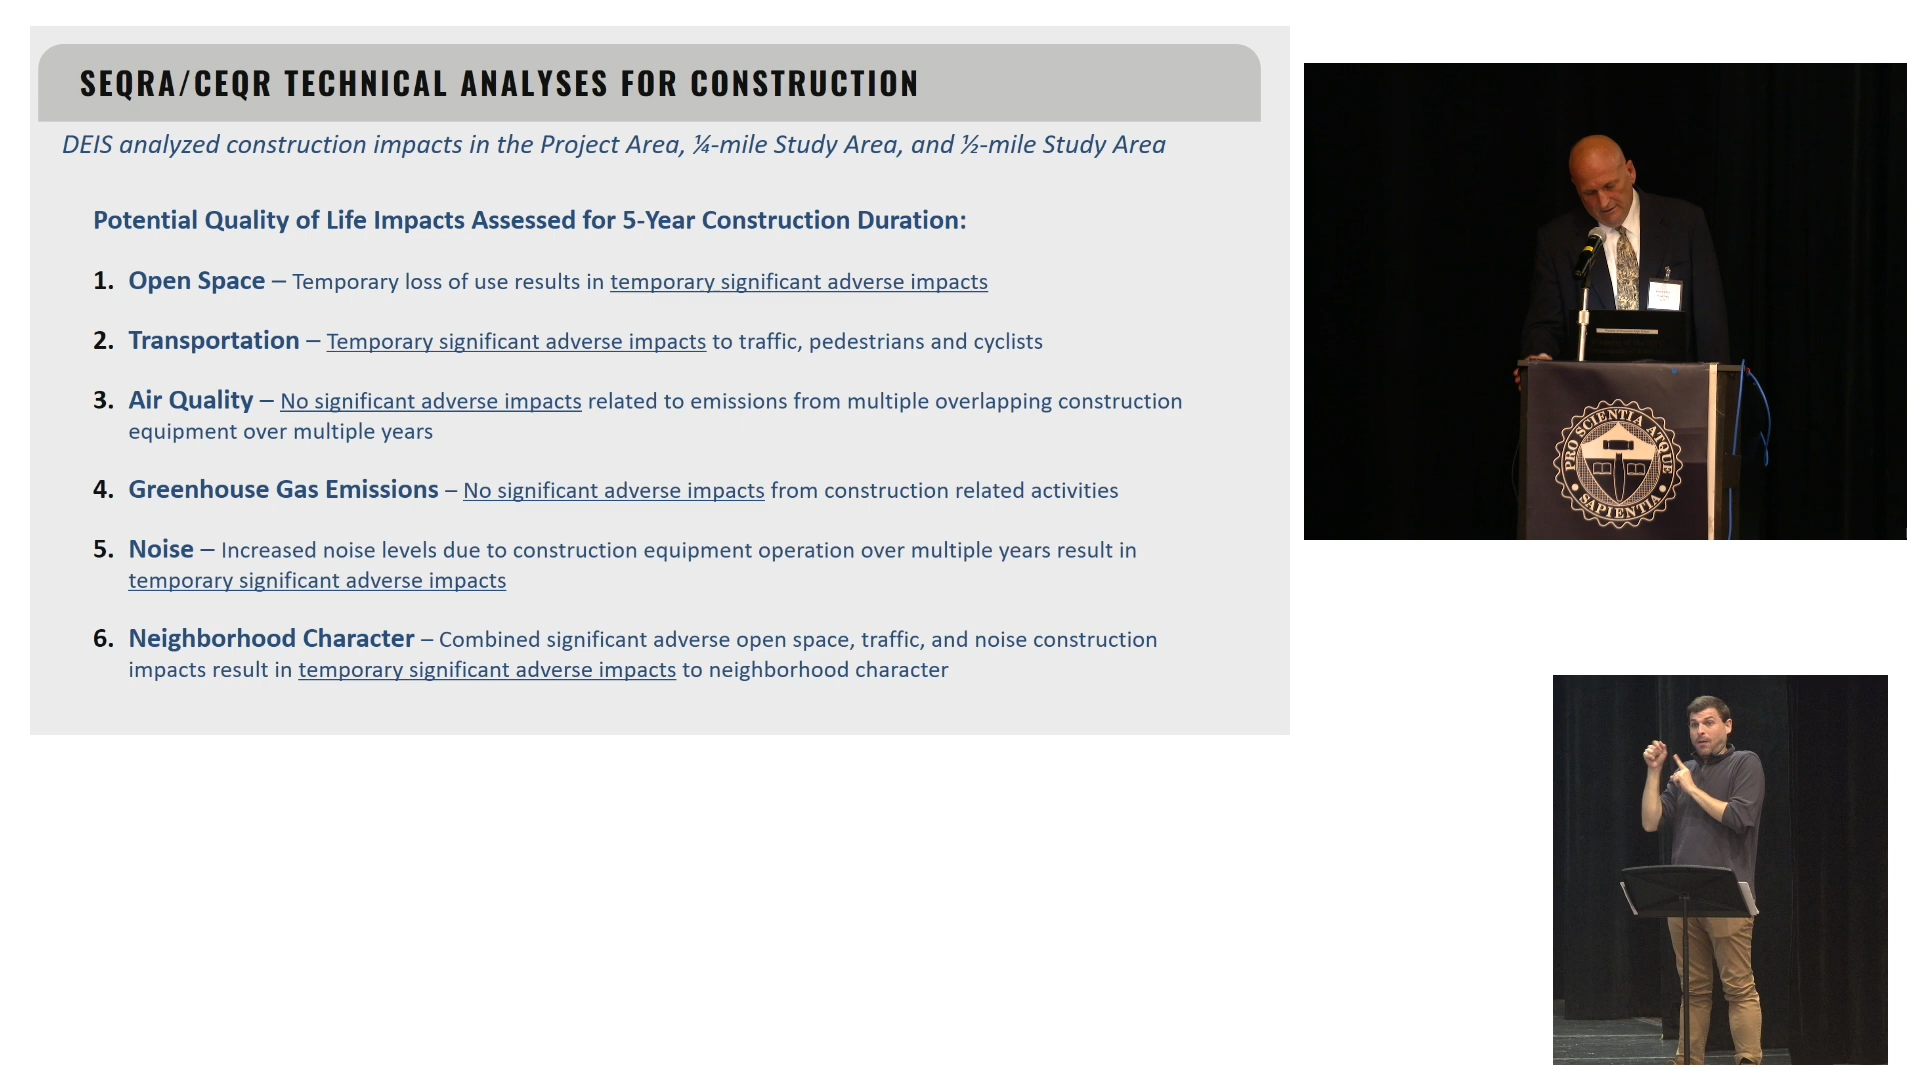 SEQRA/CEQR TECHNICAL ANALYSES FOR CONSTRUCTION
DEIS analyzed construction impacts in the Project Area, ¼-mile Study Area, and ½-mile Study Area
Potential Quality of Life Impacts Assessed for 5-Year Construction Duration:
1. Open Space – Temporary loss of use results in temporary significant adverse impacts
2. Transportation – Temporary significant adverse impacts to traffic, pedestrians and cyclists
3. Air Quality – No significant adverse impacts related to emissions from multiple overlapping construction
equipment over multiple years
4. Greenhouse Gas Emissions – No significant adverse impacts from construction related activities
5. Noise – Increased noise levels due to construction equipment operation over multiple years result in
temporary significant adverse impacts
6. Neighborhood Character – Combined significant adverse open space, traffic, and noise construction
impacts result in temporary significant adverse impacts to neighborhood character
PRO SCIENTIA ATQUE
SAPIENTIA